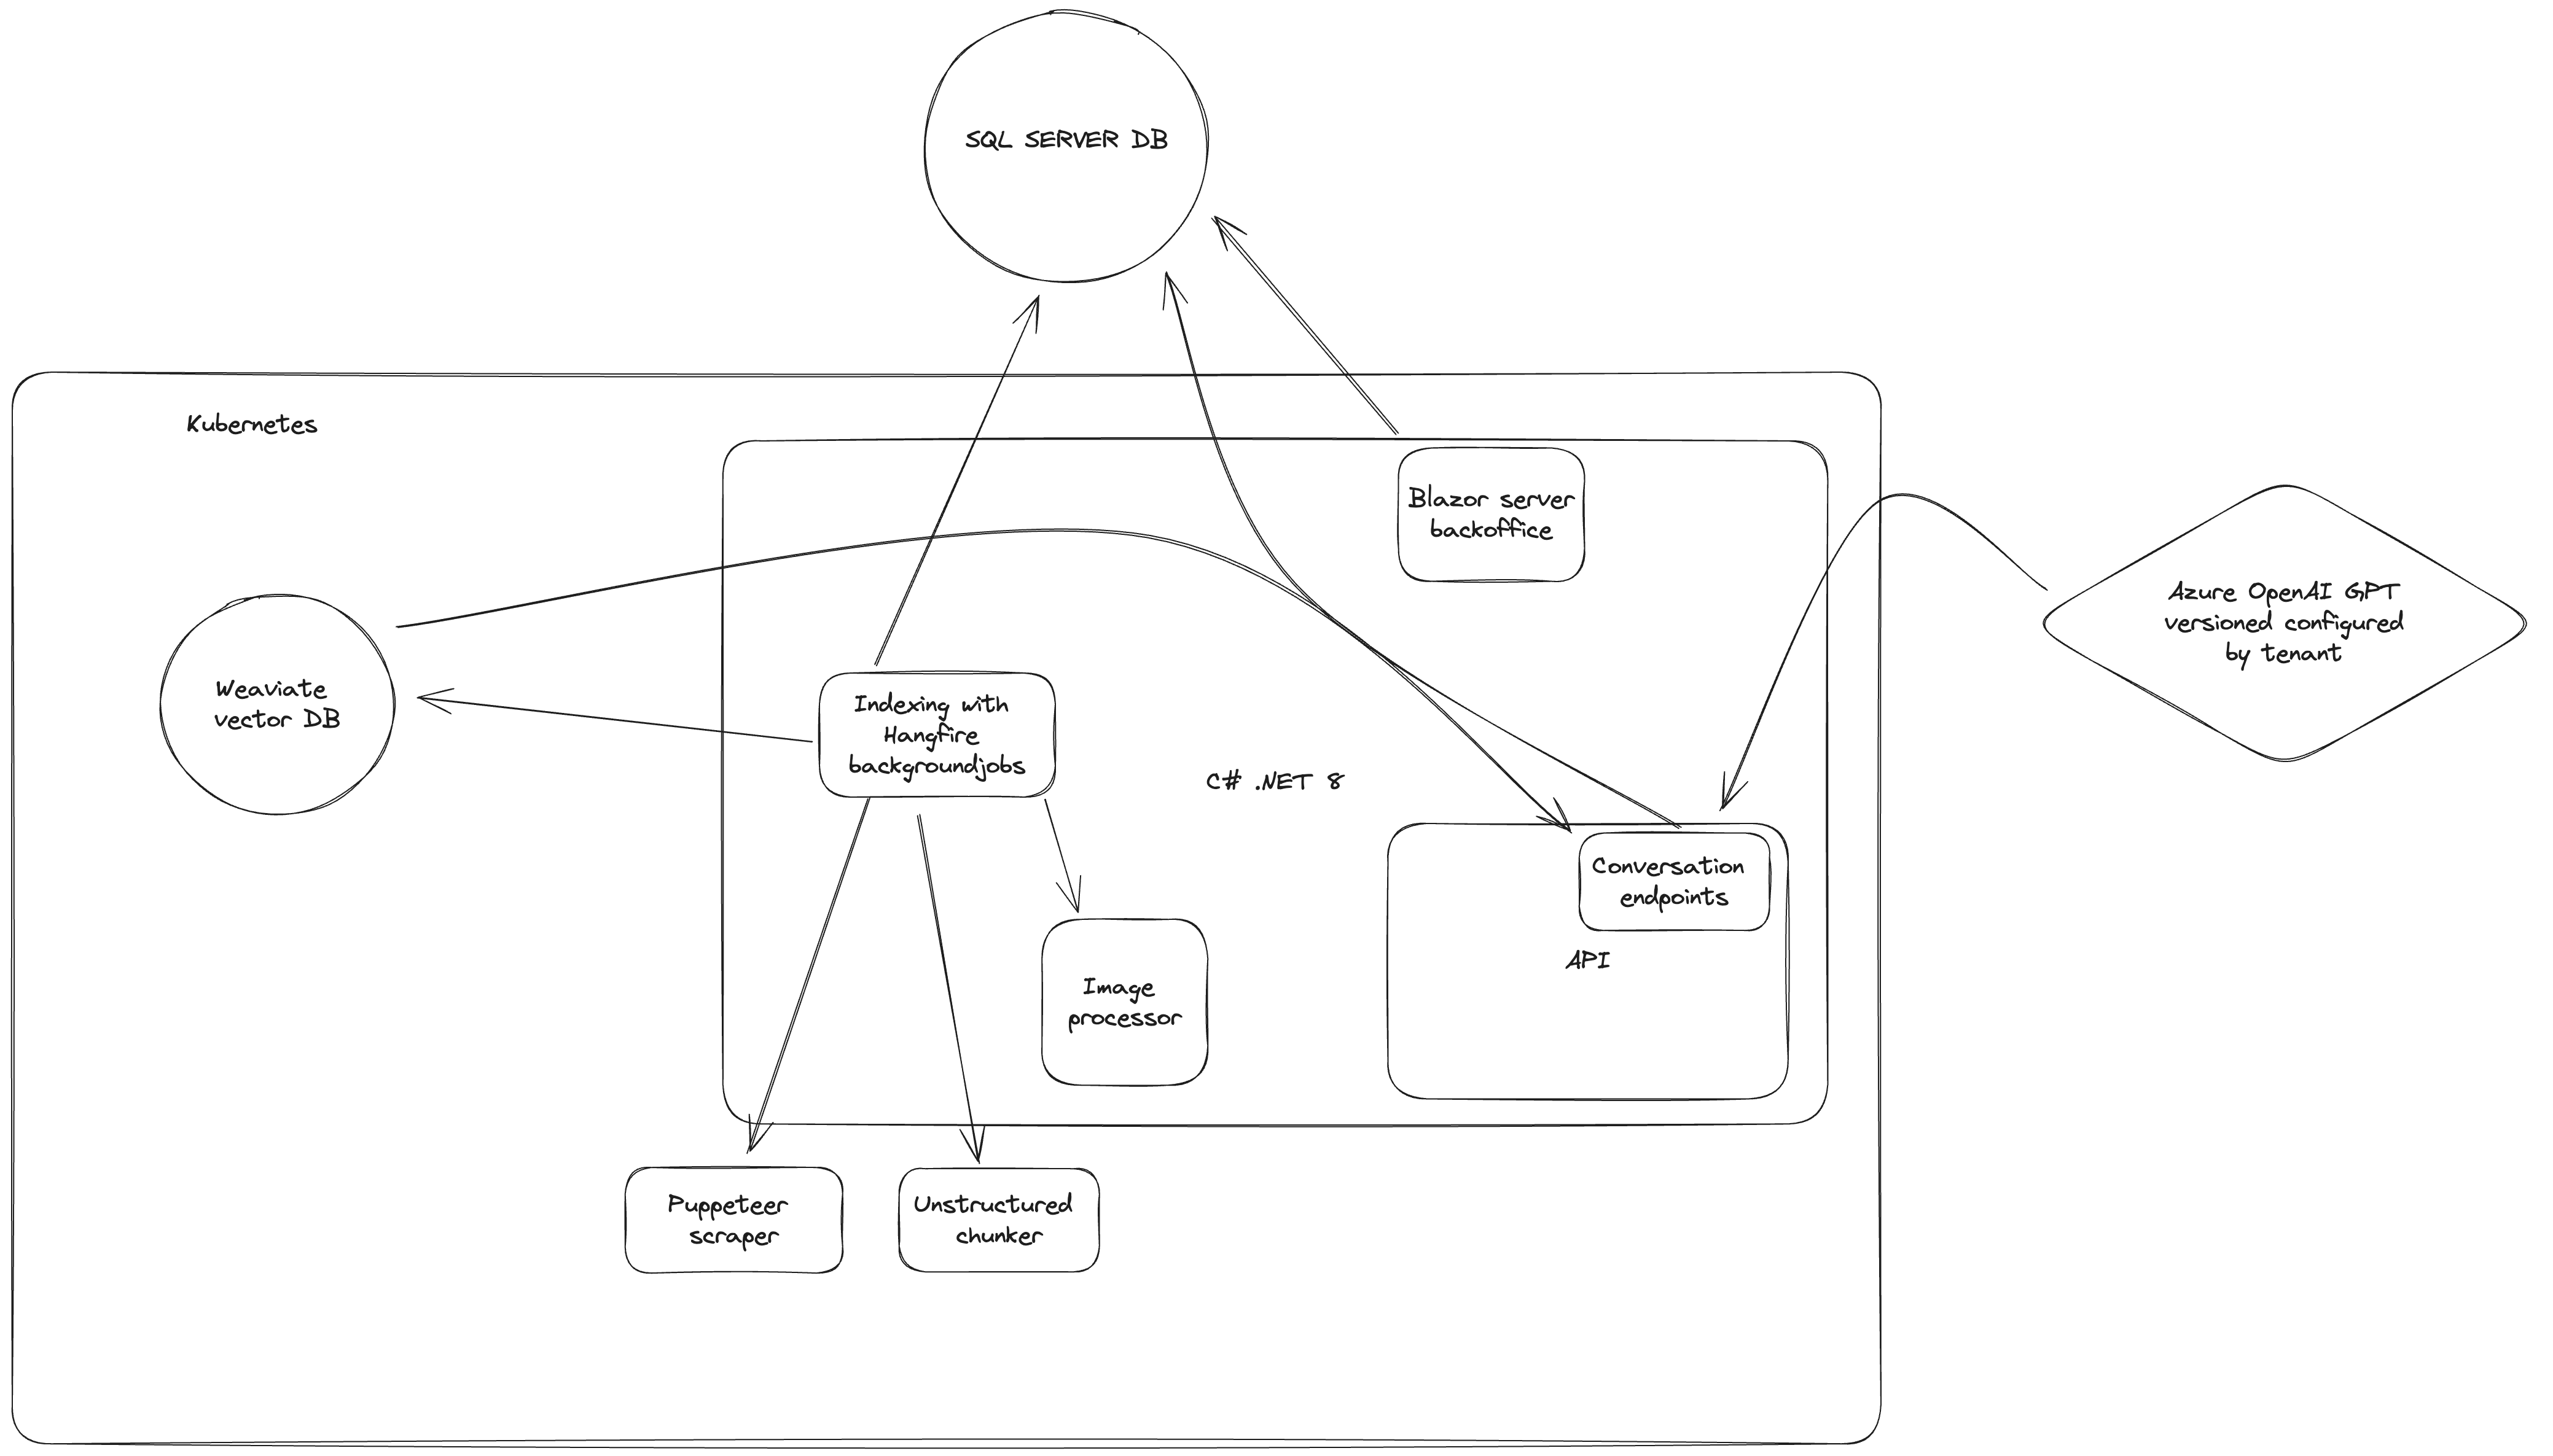 SQL SERVER DB
Kubernetes
Blazor server
backoffice
Azure OpenAI GPT
versioned configured
by tenant
Weaviate
vector DB
Indexing with
Hangfire
backgroundjobs
C# .NET 8
Conversation
endpoints
API
Image
processor
Puppeteer
scraper
Unstructured
chunker